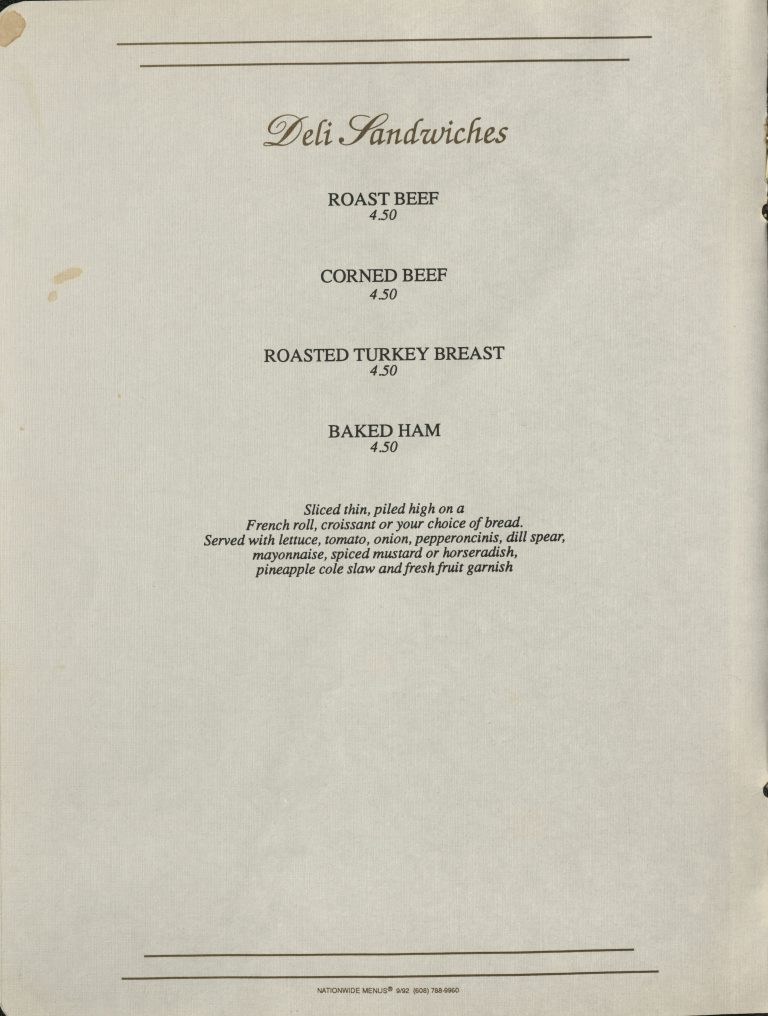 Deli Sandwiches
ROAST BEEF
4.50
CORNED BEEF
4.50
ROASTED TURKEY BREAST
4.50
BAKED HAM
4.50
Sliced thin, piled high on a
French roll, croissant or your choice of bread.
Served with lettuce, tomato, onion, pepperoncinis, dill spear,
mayonnaise, spiced mustard or horseradish,
pineapple cole slaw and fresh fruit garnish
NATIONWIDE MENUS® 9/92 (608) 788-9960